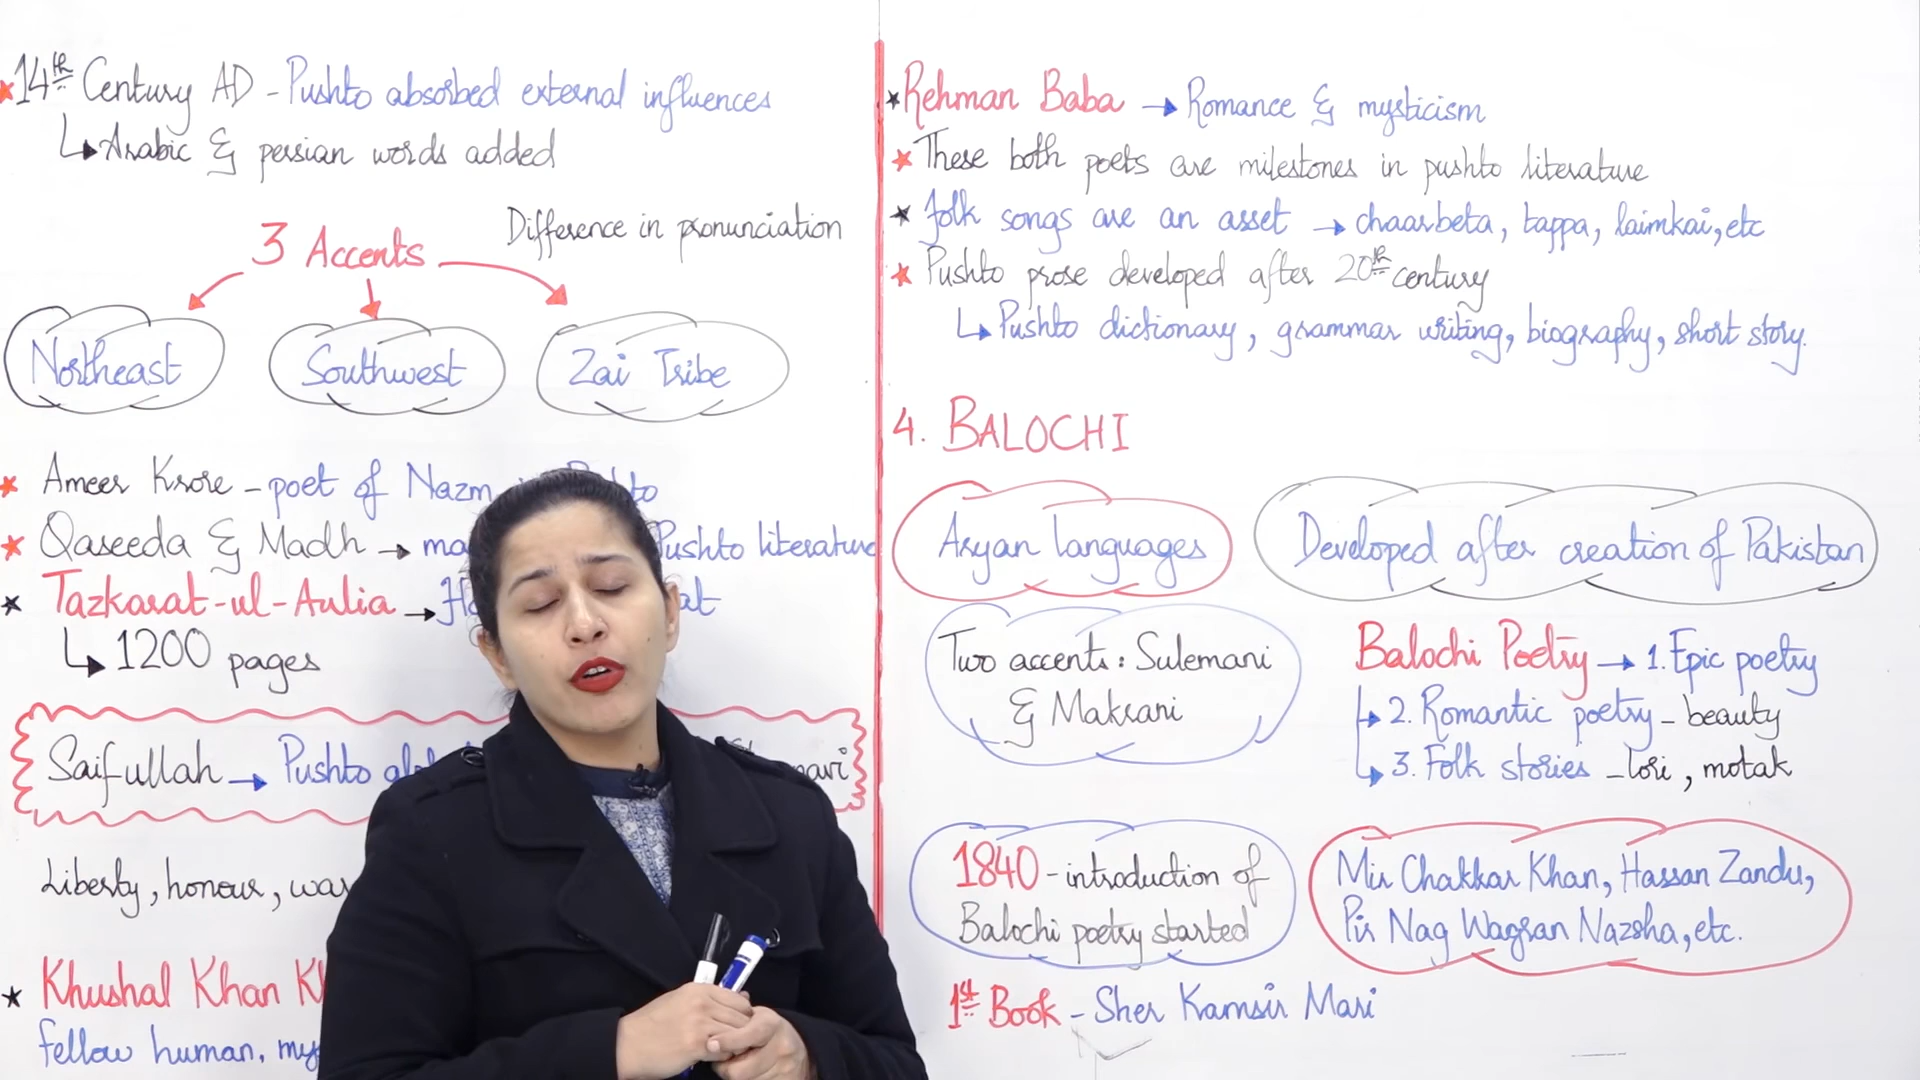 14th Century AD - Pushto absorbed external influences
Arabic & persian words added
3 Accents
Difference in pronunciation
Northeast
Southwest
Zai Tribe
Ameer Krore - poet of Nazm
Qaseeda & Madh → Pushto literature
Tazkarat-ul-Aulia →
1200 pages
Saifullah → Pushto
Liberty, honour,
Khushal Khan
fellow human,
Rehman Baba → Romance & mysticism
These both poets are milestones in pushto literature
folk songs are an asset → chaarbeta, tappa, laimkai, etc
Pushto prose developed after 20th century
Pushto dictionary, grammar writing, biography, short story.
4. BALOCHI
Aryan languages
Developed after creation of Pakistan
Two accents: Sulemani
& Makrani
Balochi Poetry → 1. Epic poetry
2. Romantic poetry - beauty
3. Folk stories - lori, motak
1840 - introduction of
Balochi poetry started
Mir Chakkar Khan, Hassan Zandu,
Pir Nag Wagran Nazsha, etc.
1st Book - Sher Kamsir Mari